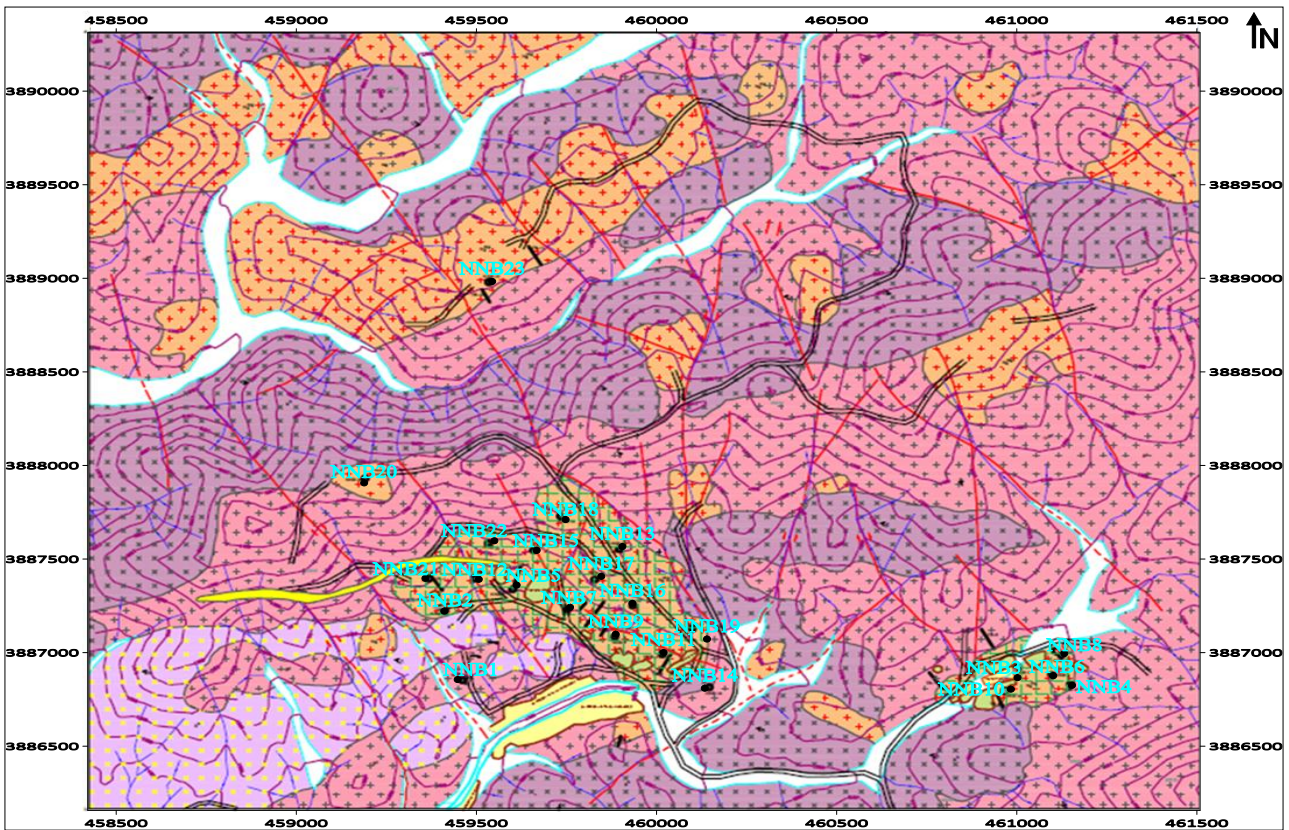 458500 459000 459500 460000 460500 461000 461500
N
3890000 3890000
3889500 3889500
NNB23
3889000 3889000
3888500 3888500
3888000 3888000
NNB20
NNB18
NNB22 NNB13
NNB15
3887500 3887500
NNB21 NNB12 NNB5 NNB17
NNB2 NNB7 NNB16
NNB9 NNB19
NNB11
3887000 NNB8 3887000
NNB1 NNB14 NNB3 NNB6
NNB10 NNB4
3886500 3886500
458500 459000 459500 460000 460500 461000 461500